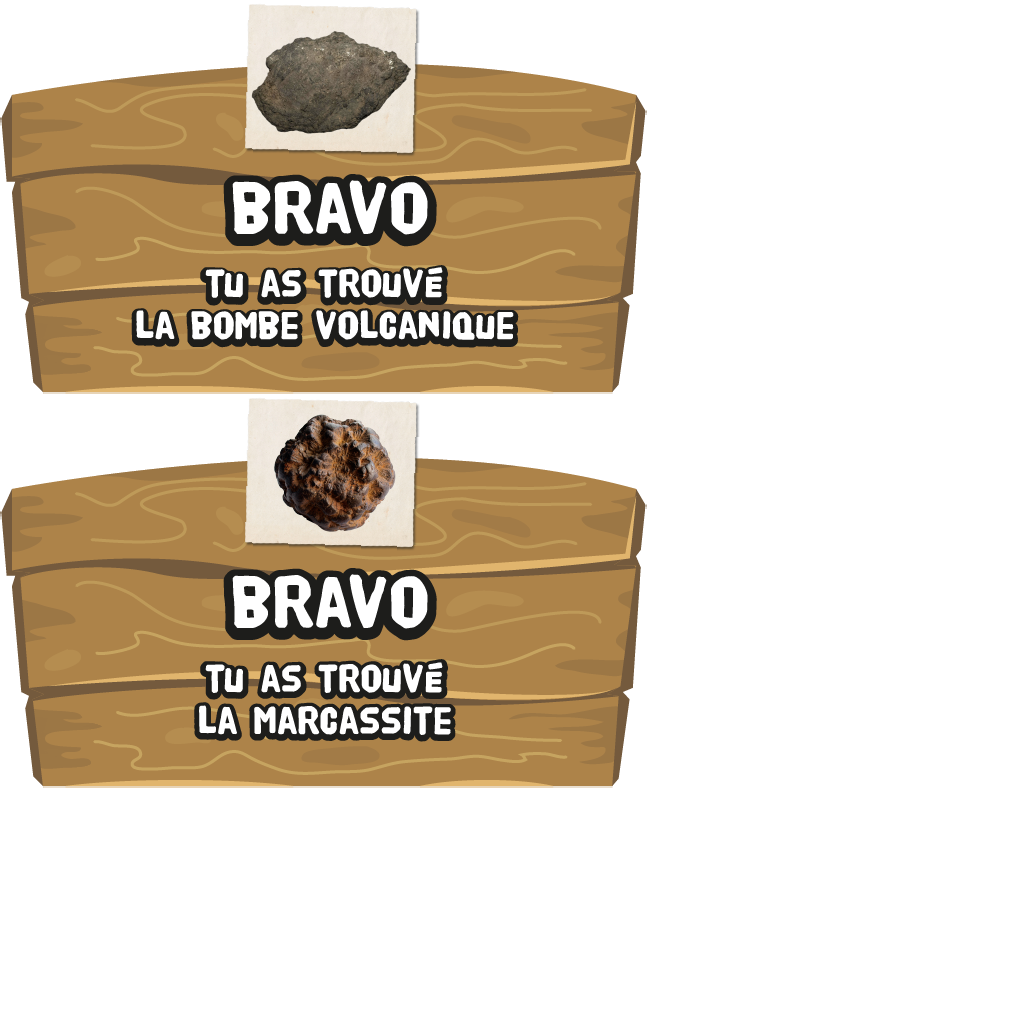 BRAVO
TU AS TROUVÉ
LA BOMBE VOLCANIQUE
BRAVO
TU AS TROUVÉ
LA MARCASSITE